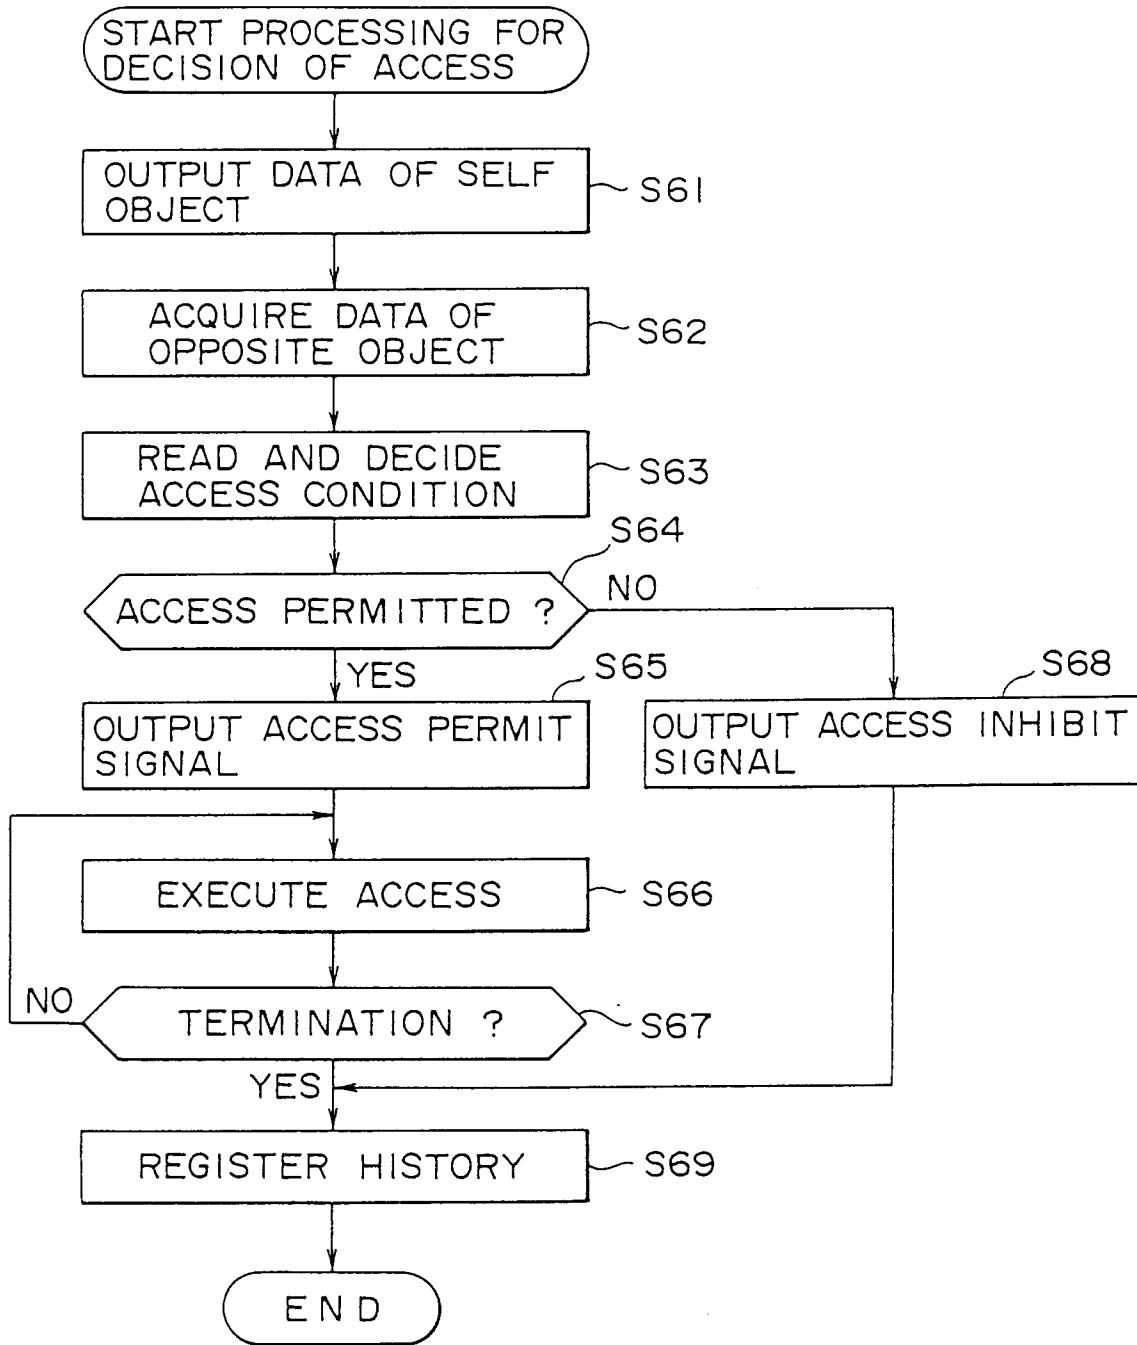 START PROCESSING FOR
DECISION OF ACCESS
OUTPUT DATA OF SELF
OBJECT
S61
ACQUIRE DATA OF
OPPOSITE OBJECT
S62
READ AND DECIDE
ACCESS CONDITION
S63
S64
ACCESS PERMITTED ?
NO
YES
S65
OUTPUT ACCESS PERMIT
SIGNAL
S68
OUTPUT ACCESS INHIBIT
SIGNAL
EXECUTE ACCESS
S66
NO
TERMINATION ?
S67
YES
REGISTER HISTORY
S69
END